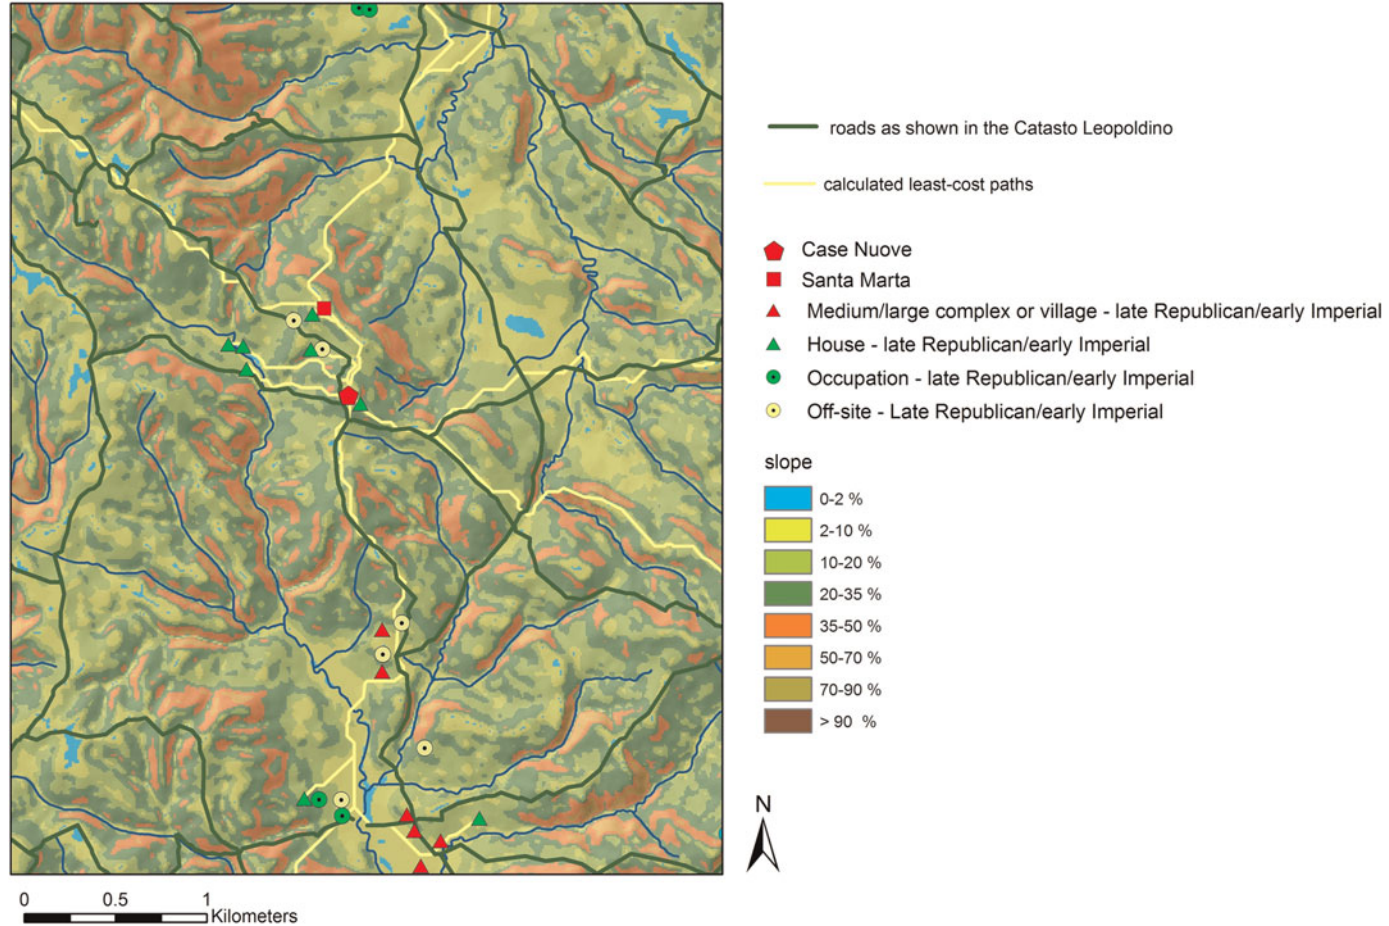 roads as shown in the Catasto Leopoldino
calculated least-cost paths
Case Nuove
Santa Marta
Medium/large complex or village - late Republican/early Imperial
House - late Republican/early Imperial
Occupation - late Republican/early Imperial
Off-site - Late Republican/early Imperial
slope
0-2 %
2-10 %
10-20 %
20-35 %
35-50 %
50-70 %
70-90 %
> 90 %
N
0 0.5 1
Kilometers